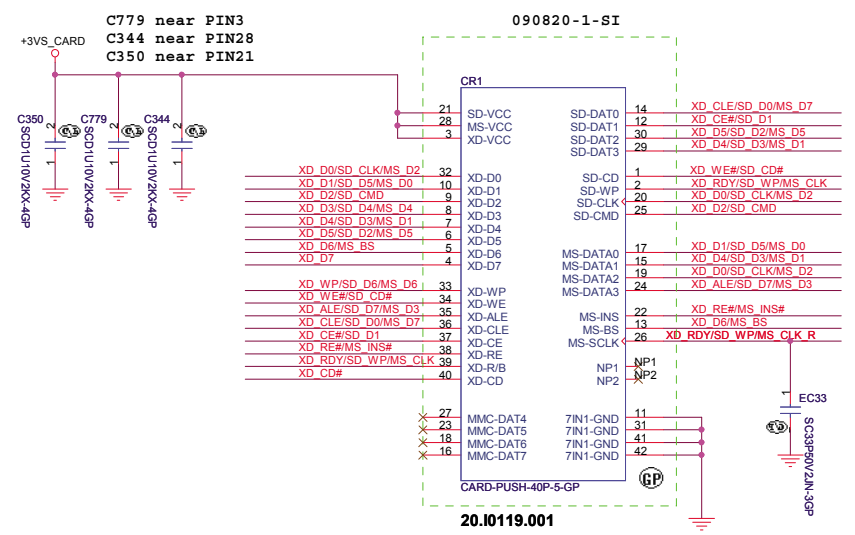 C779 near PIN3
C344 near PIN28
C350 near PIN21
090820-1-SI
+3VS_CARD
C350
SCD1U10V2KX-4GP
2
1
C779
SCD1U10V2KX-4GP
2
1
C344
SCD1U10V2KX-4GP
2
1
CR1
21 SD-VCC
28 MS-VCC
3 XD-VCC
XD_D0/SD_CLK/MS_D2 32 XD-D0
XD_D1/SD_D5/MS_D0 10 XD-D1
XD_D2/SD_CMD 9 XD-D2
XD_D3/SD_D4/MS_D4 8 XD-D3
XD_D4/SD_D3/MS_D1 7 XD-D4
XD_D5/SD_D2/MS_D5 6 XD-D5
XD_D6/MS_BS 5 XD-D6
XD_D7 4 XD-D7
XD_WP/SD_D6/MS_D6 33 XD-WP
XD_WE#/SD_CD# 34 XD-WE
XD_ALE/SD_D7/MS_D3 35 XD-ALE
XD_CLE/SD_D0/MS_D7 36 XD-CLE
XD_CE#/SD_D1 37 XD-CE
XD_RE#/MS_INS# 38 XD-RE
XD_RDY/SD_WP/MS_CLK 39 XD-R/B
XD_CD# 40 XD-CD
27 MMC-DAT4
23 MMC-DAT5
18 MMC-DAT6
16 MMC-DAT7
SD-DAT0 14 XD_CLE/SD_D0/MS_D7
SD-DAT1 12 XD_CE#/SD_D1
SD-DAT2 30 XD_D5/SD_D2/MS_D5
SD-DAT3 29 XD_D4/SD_D3/MS_D1
SD-CD 1 XD_WE#/SD_CD#
SD-WP 2 XD_RDY/SD_WP/MS_CLK
SD-CLK 20 XD_D0/SD_CLK/MS_D2
SD-CMD 25 XD_D2/SD_CMD
MS-DATA0 17 XD_D1/SD_D5/MS_D0
MS-DATA1 15 XD_D4/SD_D3/MS_D1
MS-DATA2 19 XD_D0/SD_CLK/MS_D2
MS-DATA3 24 XD_ALE/SD_D7/MS_D3
MS-INS 22 XD_RE#/MS_INS#
MS-BS 13 XD_D6/MS_BS
MS-SCLK 26 XD_RDY/SD_WP/MS_CLK_R
NP1 NP1
NP2 NP2
7IN1-GND 11
7IN1-GND 31
7IN1-GND 41
7IN1-GND 42
1
EC33
SC33P50V2JN-3GP
2
GP
CARD-PUSH-40P-5-GP
20.I0119.001